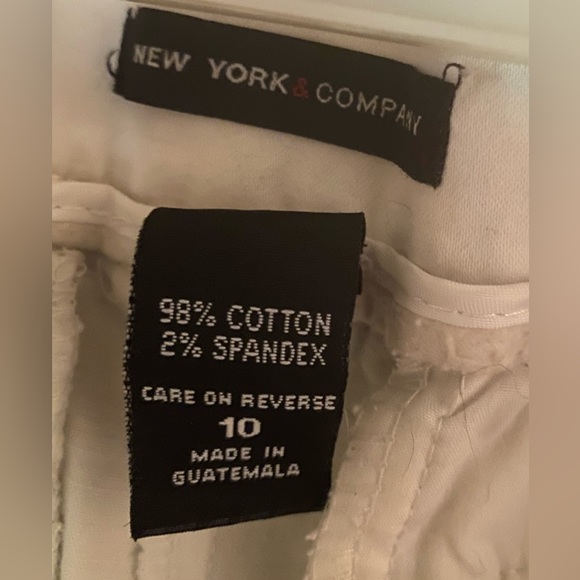 NEW YORK & COMPANY
98% COTTON
2% SPANDEX
CARE ON REVERSE
10
MADE IN
GUATEMALA